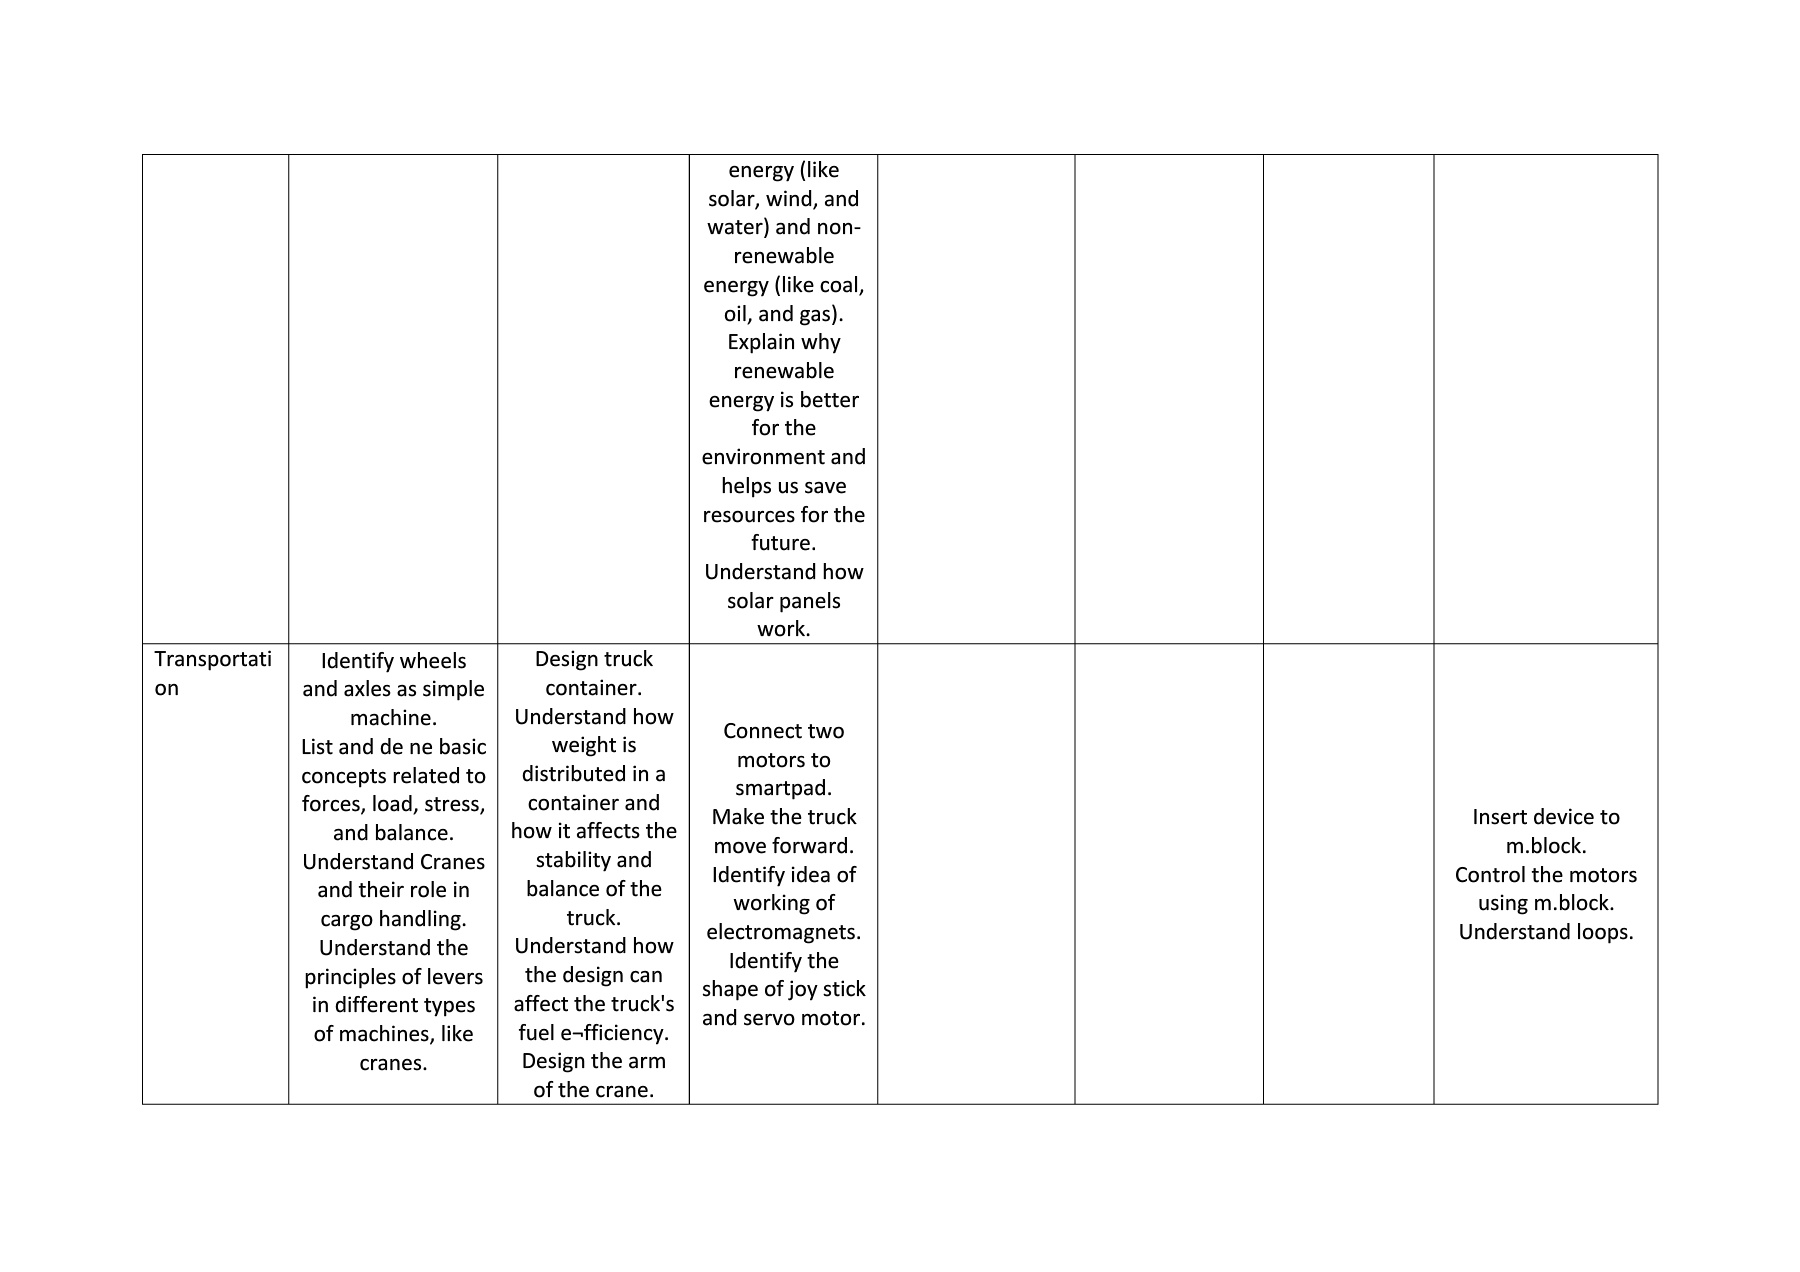 energy (like
solar, wind, and
water) and non-
renewable
energy (like coal,
oil, and gas).
Explain why
renewable
energy is better
for the
environment and
helps us save
resources for the
future.
Understand how
solar panels
work.
Transportati
on
Identify wheels
and axles as simple
machine.
List and de ne basic
concepts related to
forces, load, stress,
and balance.
Understand Cranes
and their role in
cargo handling.
Understand the
principles of levers
in different types
of machines, like
cranes.
Design truck
container.
Understand how
weight is
distributed in a
container and
how it affects the
stability and
balance of the
truck.
Understand how
the design can
affect the truck's
fuel e¬fficiency.
Design the arm
of the crane.
Connect two
motors to
smartpad.
Make the truck
move forward.
Identify idea of
working of
electromagnets.
Identify the
shape of joy stick
and servo motor.
Insert device to
m.block.
Control the motors
using m.block.
Understand loops.